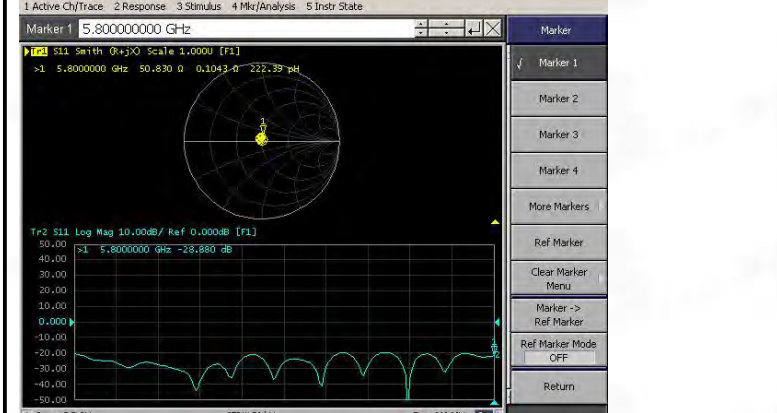 1 Active Ch/Trace 2 Response 3 Stimulus 4 Mkr/Analysis 5 Instr State
Marker 1 5.800000000 GHz
Marker
Tr1 S11 Smith (R+jX) Scale 1.000U [F1]
>1 5.8000000 GHz 50.830 Ω 0.1043 Ω 222.39 pH
1
√ Marker 1
Marker 2
Marker 3
Marker 4
More Markers
Ref Marker
Clear Marker
Menu
Marker ->
Ref Marker
Ref Marker Mode
OFF
Return
Tr2 S11 Log Mag 10.00dB/ Ref 0.000dB [F1]
>1 5.8000000 GHz -28.880 dB
50.00
40.00
30.00
20.00
10.00
0.000
-10.00
-20.00
-30.00
-40.00
-50.00